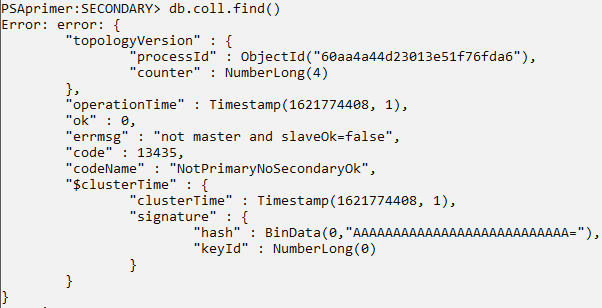 PSAprimer:SECONDARY> db.coll.find()
Error: error: {
        "topologyVersion" : {
                "processId" : ObjectId("60aa4a44d23013e51f76fda6"),
                "counter" : NumberLong(4)
        },
        "operationTime" : Timestamp(1621774408, 1),
        "ok" : 0,
        "errmsg" : "not master and slaveOk=false",
        "code" : 13435,
        "codeName" : "NotPrimaryNoSecondaryOk",
        "$clusterTime" : {
                "clusterTime" : Timestamp(1621774408, 1),
                "signature" : {
                        "hash" : BinData(0,"AAAAAAAAAAAAAAAAAAAAAAAAAAA="),
                        "keyId" : NumberLong(0)
                }
        }
}